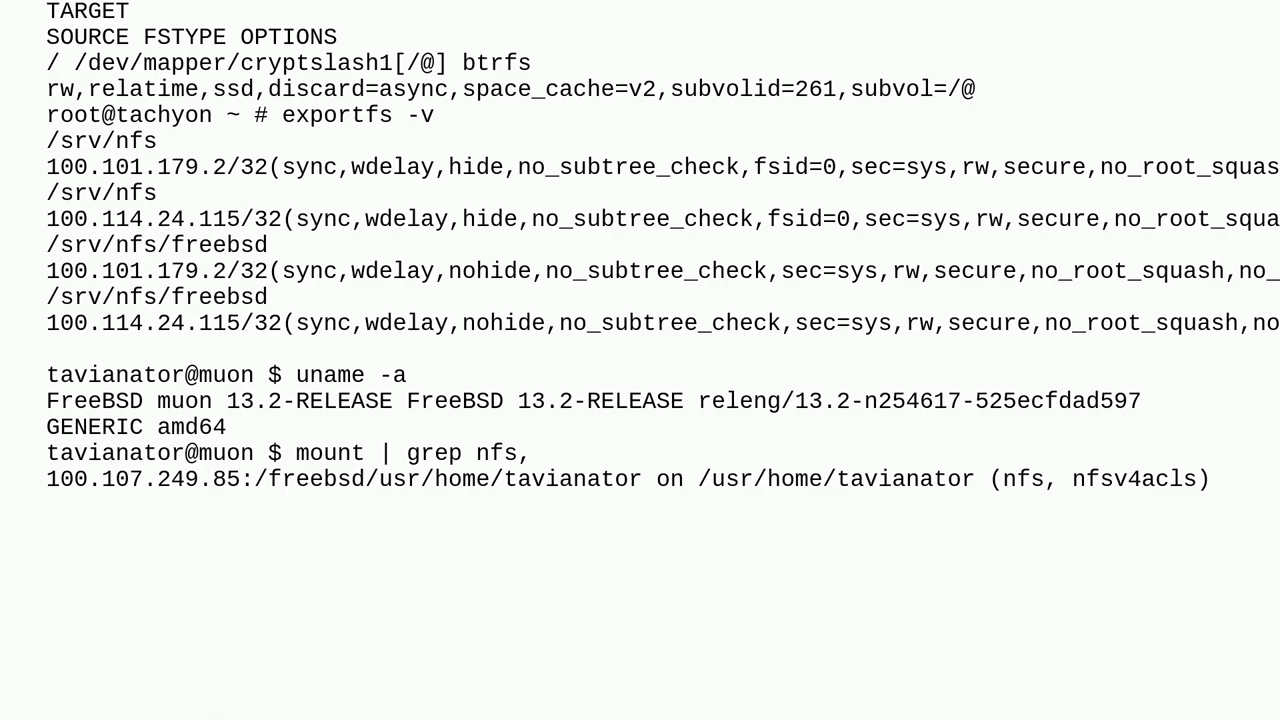 TARGET
SOURCE FSTYPE OPTIONS
/ /dev/mapper/cryptslash1[/@] btrfs
rw,relatime,ssd,discard=async,space_cache=v2,subvolid=261,subvol=/@
root@tachyon ~ # exportfs -v
/srv/nfs
100.101.179.2/32(sync,wdelay,hide,no_subtree_check,fsid=0,sec=sys,rw,secure,no_root_squas
/srv/nfs
100.114.24.115/32(sync,wdelay,hide,no_subtree_check,fsid=0,sec=sys,rw,secure,no_root_squa
/srv/nfs/freebsd
100.101.179.2/32(sync,wdelay,nohide,no_subtree_check,sec=sys,rw,secure,no_root_squash,no_
/srv/nfs/freebsd
100.114.24.115/32(sync,wdelay,nohide,no_subtree_check,sec=sys,rw,secure,no_root_squash,no
tavianator@muon $ uname -a
FreeBSD muon 13.2-RELEASE FreeBSD 13.2-RELEASE releng/13.2-n254617-525ecfdad597
GENERIC amd64
tavianator@muon $ mount | grep nfs,
100.107.249.85:/freebsd/usr/home/tavianator on /usr/home/tavianator (nfs, nfsv4acls)